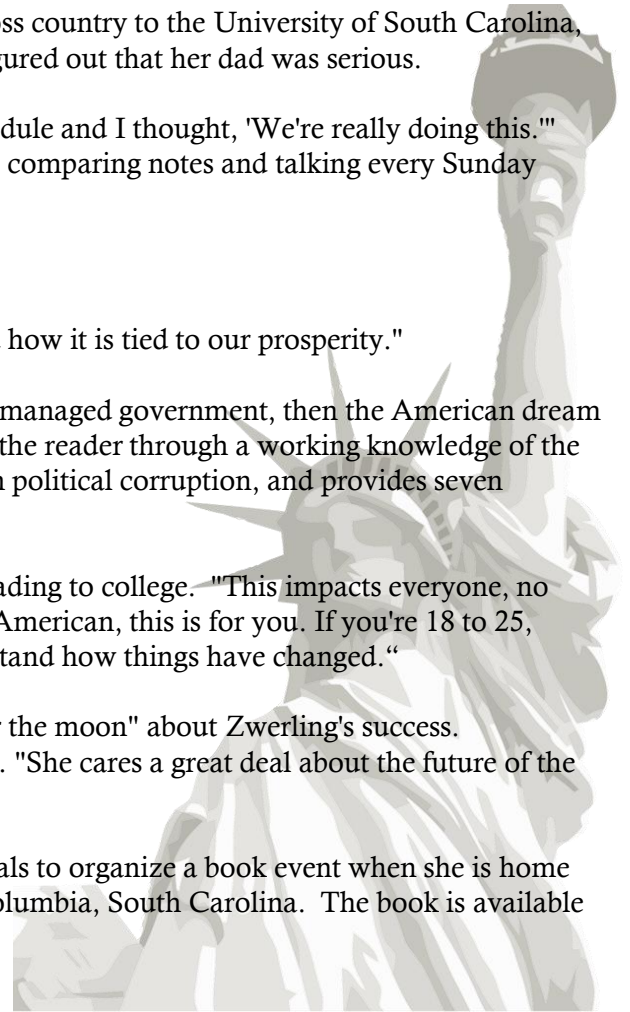 oss country to the University of South Carolina,
gured out that her dad was serious.
dule and I thought, 'We're really doing this.'"
comparing notes and talking every Sunday
how it is tied to our prosperity."
managed government, then the American dream
the reader through a working knowledge of the
political corruption, and provides seven
ading to college.  "This impacts everyone, no
American, this is for you. If you're 18 to 25,
tand how things have changed.“
the moon" about Zwerling's success.
. "She cares a great deal about the future of the
als to organize a book event when she is home
olumbia, South Carolina.  The book is available